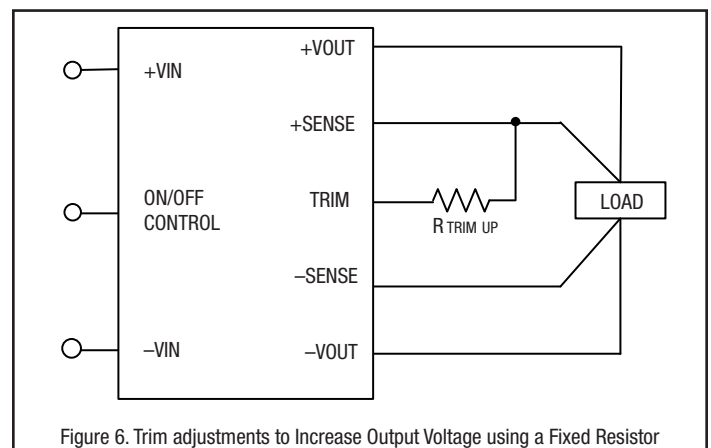 +VOUT
+VIN
+SENSE
ON/OFF
CONTROL
TRIM
R TRIM UP
LOAD
–SENSE
–VIN
–VOUT
Figure 6. Trim adjustments to Increase Output Voltage using a Fixed Resistor